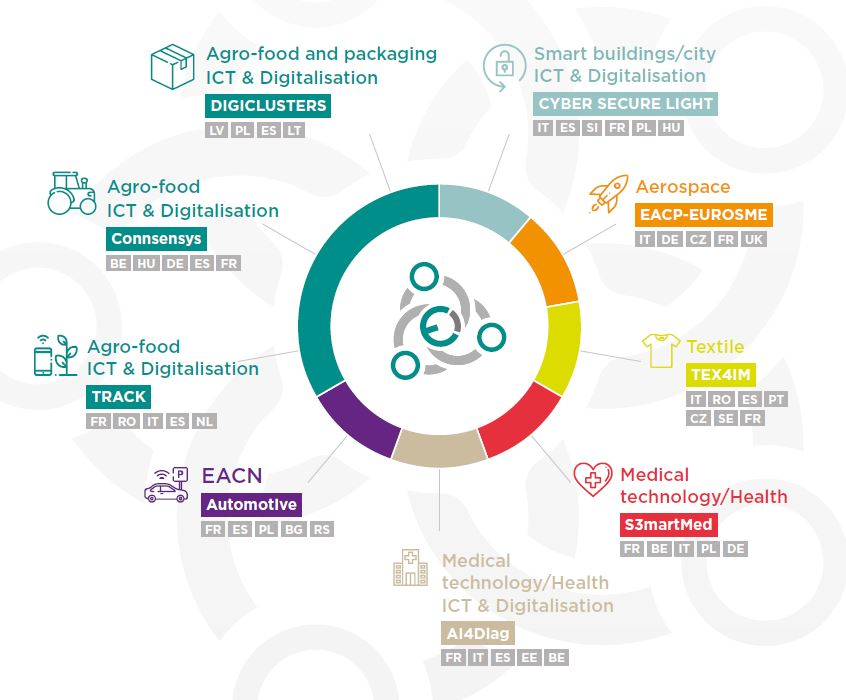 Agro-food and packaging
ICT & Digitalisation
DIGICLUSTERS
LV PL ES LT
Smart buildings/city
ICT & Digitalisation
CYBER SECURE LIGHT
IT ES SI FR PL HU
Agro-food
ICT & Digitalisation
Connsensys
BE HU DE ES FR
Aerospace
EACP-EUROSME
IT DE CZ FR UK
Agro-food
ICT & Digitalisation
TRACK
FR RO IT ES NL
Textile
TEX4IM
IT RO ES PT
CZ SE FR
P
EACN
Automotive
FR ES PL BG RS
Medical
technology/Health
S3martMed
FR BE IT PL DE
Medical
technology/Health
ICT & Digitalisation
AI4Diag
FR IT ES EE BE